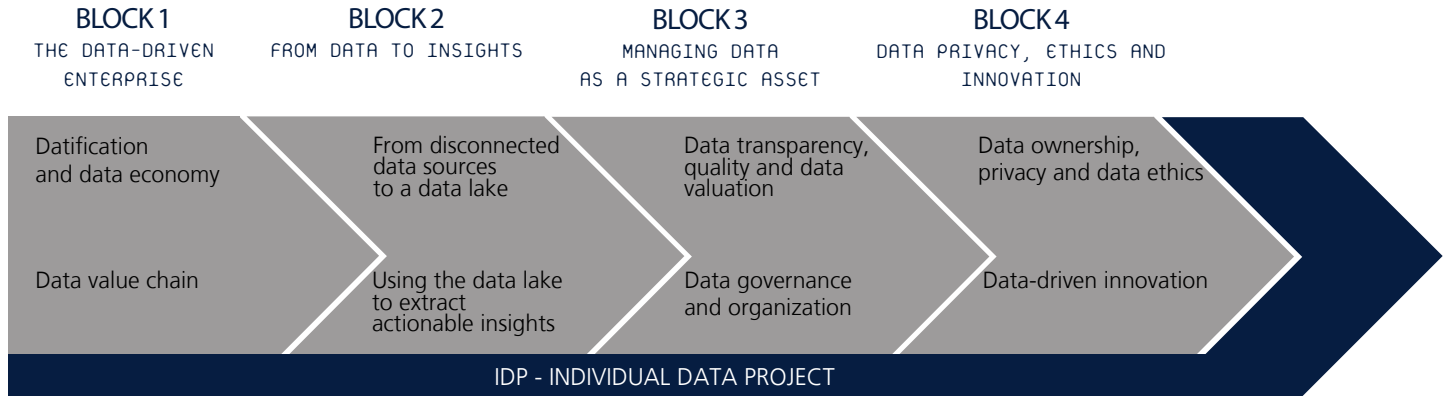 BLOCK 1
THE DATA-DRIVEN
ENTERPRISE
BLOCK 2
FROM DATA TO INSIGHTS
BLOCK 3
MANAGING DATA
AS A STRATEGIC ASSET
BLOCK 4
DATA PRIVACY, ETHICS AND
INNOVATION
Datification
and data economy
Data value chain
From disconnected
data sources
to a data lake
Using the data lake
to extract
actionable insights
Data transparency,
quality and data
valuation
Data governance
and organization
Data ownership,
privacy and data ethics
Data-driven innovation
IDP - INDIVIDUAL DATA PROJECT